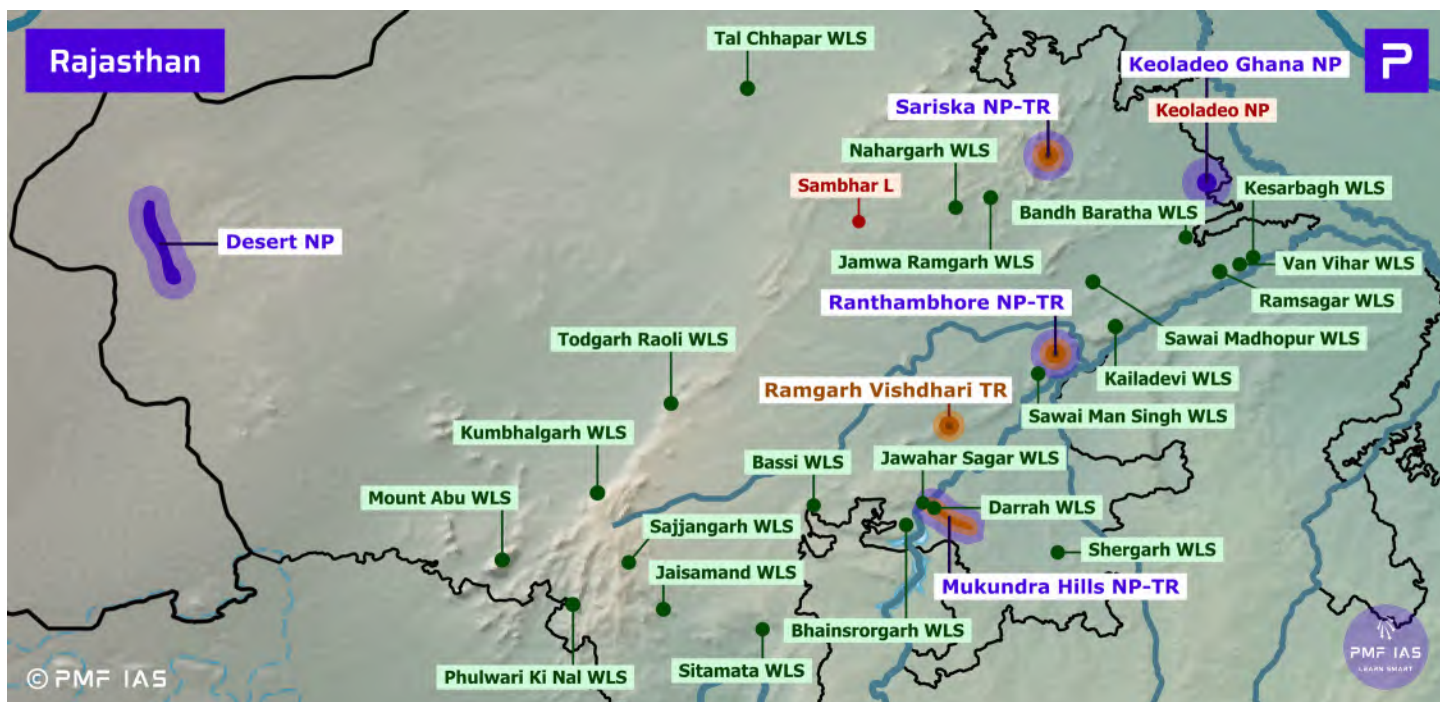 Rajasthan
Tal Chhapar WLS
Keoladeo Ghana NP
P
Keoladeo NP
Sariska NP-TR
Nahargarh WLS
Sambhar L
Kesarbagh WLS
Bandh Baratha WLS
Desert NP
Jamwa Ramgarh WLS
Van Vihar WLS
Ranthambhore NP-TR
Ramsagar WLS
Todgarh Raoli WLS
Sawai Madhopur WLS
Kailadevi WLS
Ramgarh Vishdhari TR
Sawai Man Singh WLS
Kumbhalgarh WLS
Bassi WLS
Jawahar Sagar WLS
Mount Abu WLS
Darrah WLS
Sajjangarh WLS
Shergarh WLS
Jaisamand WLS
Mukundra Hills NP-TR
Bhainsrorgarh WLS
Sitamata WLS
Phulwari Ki Nal WLS
© PMF IAS
PMF IAS
LEARN SMART